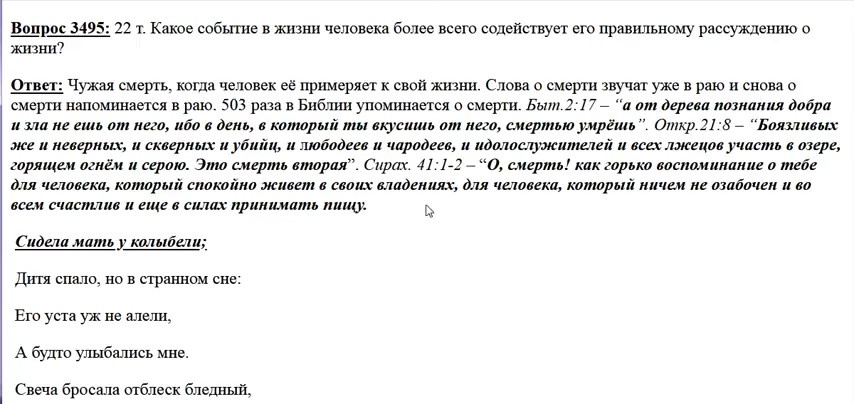 Вопрос 3495: 22 т. Какое событие в жизни человека более всего содействует его правильному рассуждению о
жизни?
Ответ: Чужая смерть, когда человек её примеряет к свой жизни. Слова о смерти звучат уже в раю и снова о
смерти напоминается в раю. 503 раза в Библии упоминается о смерти. Быт.2:17 – “а от дерева познания добра
и зла не ешь от него, ибо в день, в который ты вкусишь от него, смертью умрёшь”. Откр.21:8 – “Боязливых
же и неверных, и скверных и убийц, и любодеев и чародеев, и идолослужителей и всех лжецов участь в озере,
горящем огнём и серою. Это смерть вторая”. Сирах. 41:1-2 – “О, смерть! как горько воспоминание о тебе
для человека, который спокойно живет в своих владениях, для человека, который ничем не озабочен и во
всем счастлив и еще в силах принимать пищу.
Сидела мать у колыбели;
Дитя спало, но в странном сне:
Его уста уж не алели,
А будто улыбались мне.
Свеча бросала отблеск бледный,